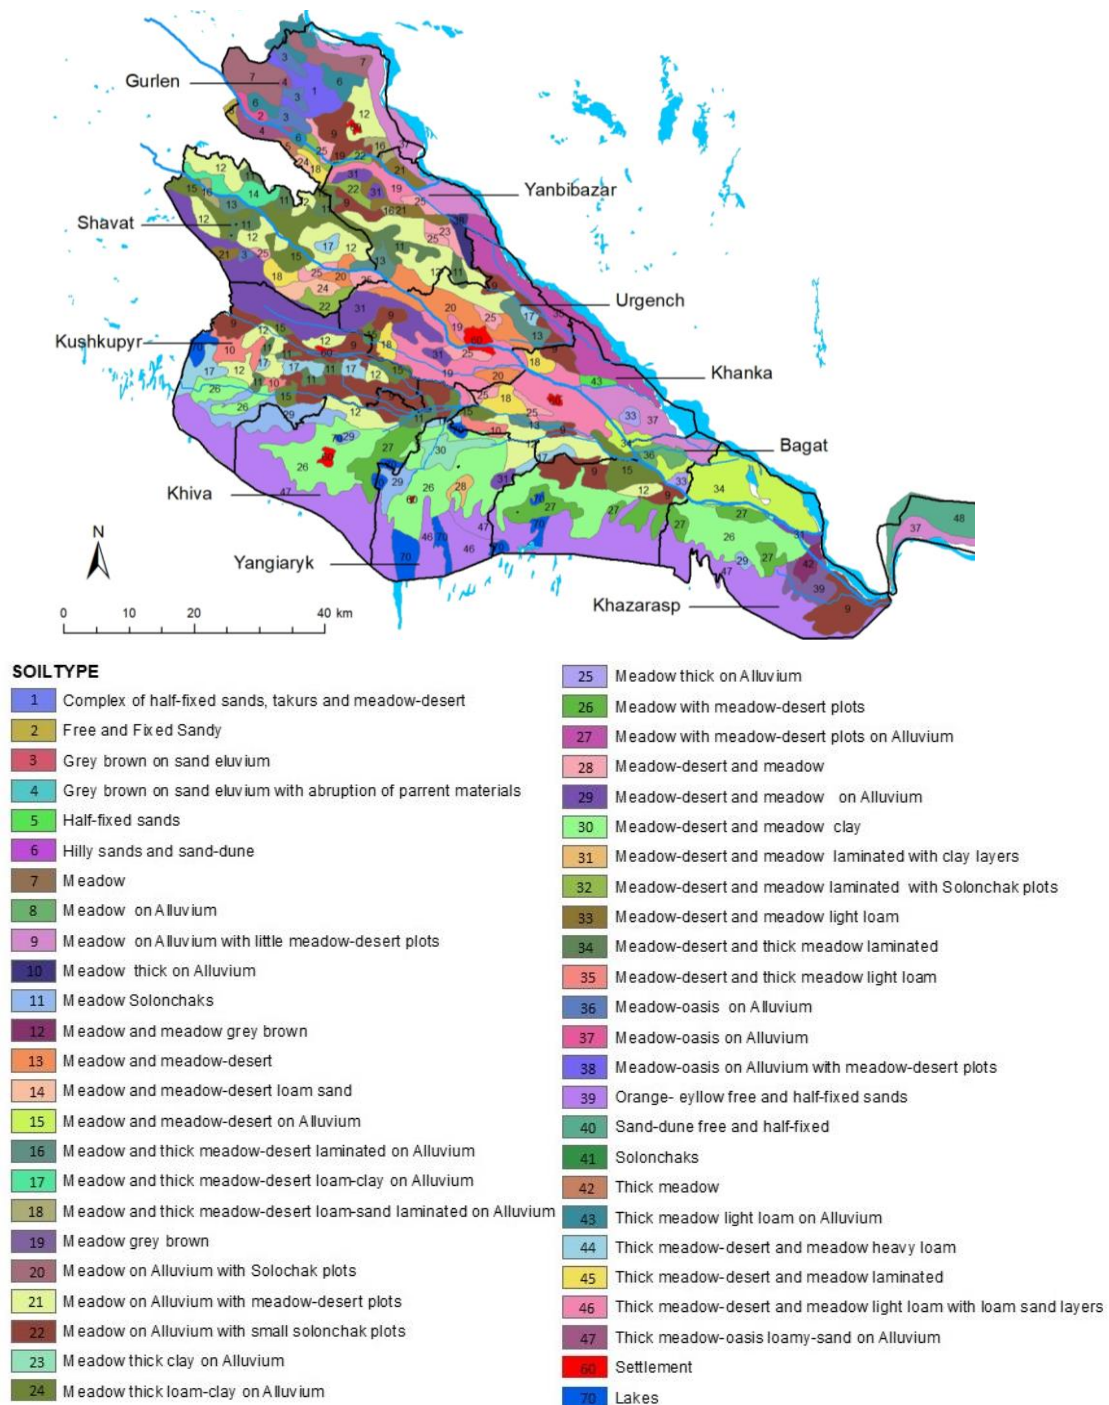 Gurlen
Yanbibazar
Shavat
Urgench
Kushkupyr
Khanka
Bagat
Khiva
Yangiaryk
Khazarasp
N
0 10 20 40 km
SOILTYPE
1 Complex of half-fixed sands, takurs and meadow-desert
2 Free and Fixed Sandy
3 Grey brown on sand eluvium
4 Grey brown on sand eluvium with abruption of parrent materials
5 Half-fixed sands
6 Hilly sands and sand-dune
7 Meadow
8 Meadow on Alluvium
9 Meadow on Alluvium with little meadow-desert plots
10 Meadow thick on Alluvium
11 Meadow Solonchaks
12 Meadow and meadow grey brown
13 Meadow and meadow-desert
14 Meadow and meadow-desert loam sand
15 Meadow and meadow-desert on Alluvium
16 Meadow and thick meadow-desert laminated on Alluvium
17 Meadow and thick meadow-desert loam-clay on Alluvium
18 Meadow and thick meadow-desert loam-sand laminated on Alluvium
19 Meadow grey brown
20 Meadow on Alluvium with Solochak plots
21 Meadow on Alluvium with meadow-desert plots
22 Meadow on Alluvium with small solonchak plots
23 Meadow thick clay on Alluvium
24 Meadow thick loam-clay on Alluvium
25 Meadow thick on Alluvium
26 Meadow with meadow-desert plots
27 Meadow with meadow-desert plots on Alluvium
28 Meadow-desert and meadow
29 Meadow-desert and meadow on Alluvium
30 Meadow-desert and meadow clay
31 Meadow-desert and meadow laminated with clay layers
32 Meadow-desert and meadow laminated with Solonchak plots
33 Meadow-desert and meadow light loam
34 Meadow-desert and thick meadow laminated
35 Meadow-desert and thick meadow light loam
36 Meadow-oasis on Alluvium
37 Meadow-oasis on Alluvium
38 Meadow-oasis on Alluvium with meadow-desert plots
39 Orange- eyllow free and half-fixed sands
40 Sand-dune free and half-fixed
41 Solonchaks
42 Thick meadow
43 Thick meadow light loam on Alluvium
44 Thick meadow-desert and meadow heavy loam
45 Thick meadow-desert and meadow laminated
46 Thick meadow-desert and meadow light loam with loam sand layers
47 Thick meadow-oasis loamy-sand on Alluvium
60 Settlement
70 Lakes